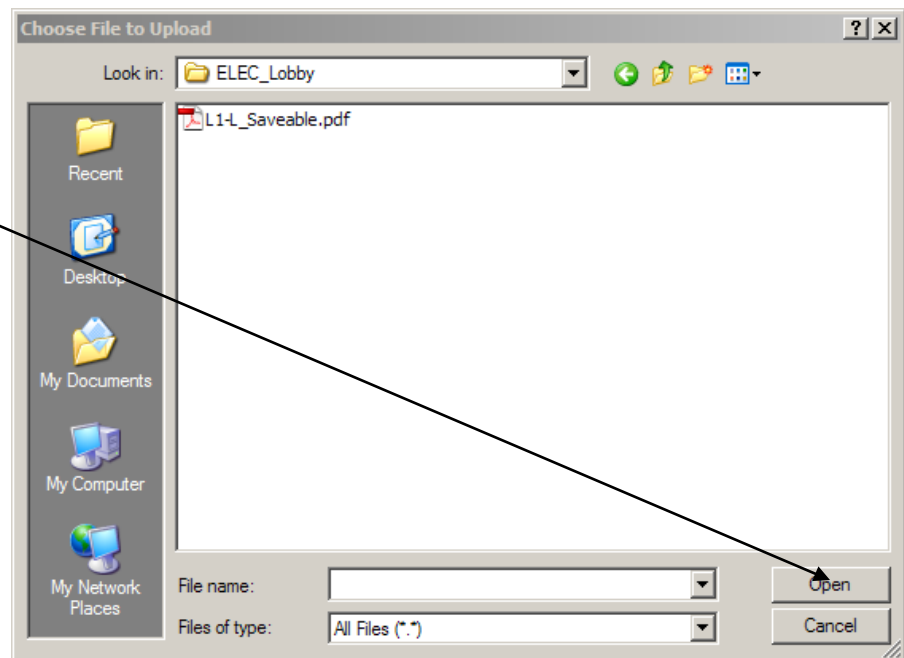 Choose File to Upload
Look in: ELEC_Lobby
L1-L_Saveable.pdf
Recent
Desktop
My Documents
My Computer
My Network
Places
File name: Open
Files of type: All Files (*.*) Cancel